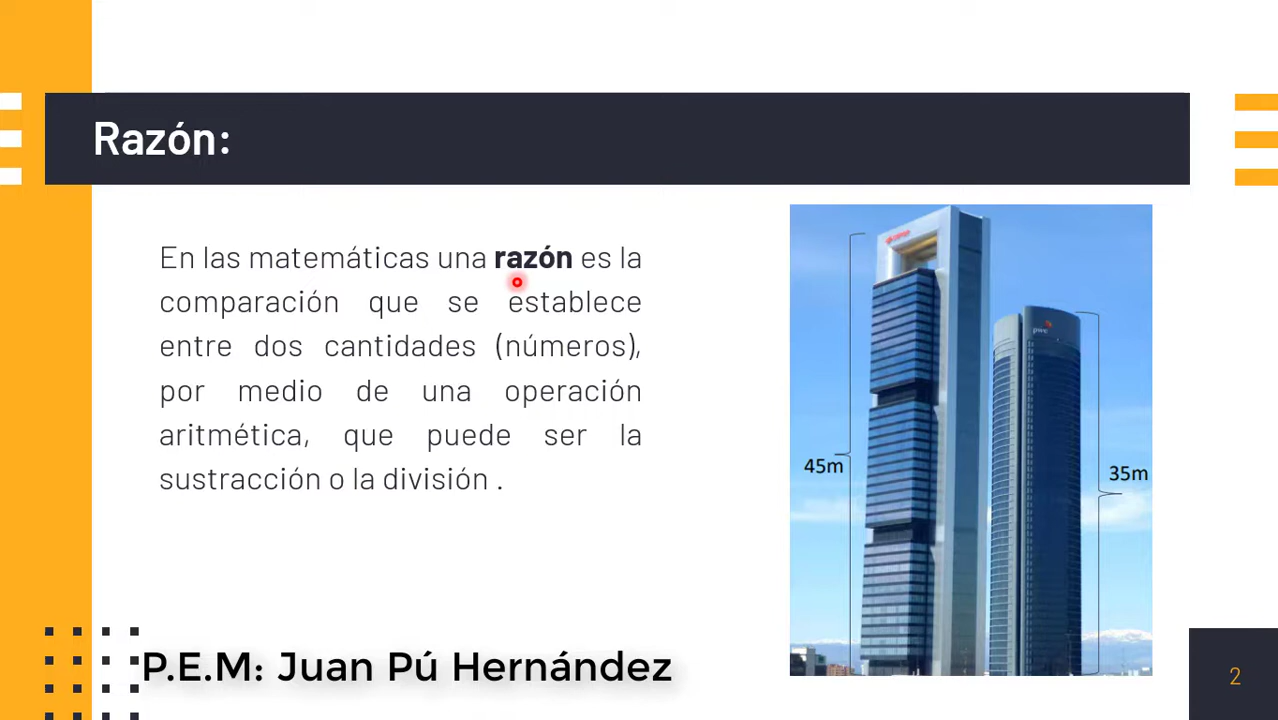 Razón:
En las matemáticas una razón es la
comparación que se establece
entre dos cantidades (números),
por medio de una operación
aritmética, que puede ser la
sustracción o la división .
45m
35m
pwc
P.E.M: Juan Pú Hernández
2